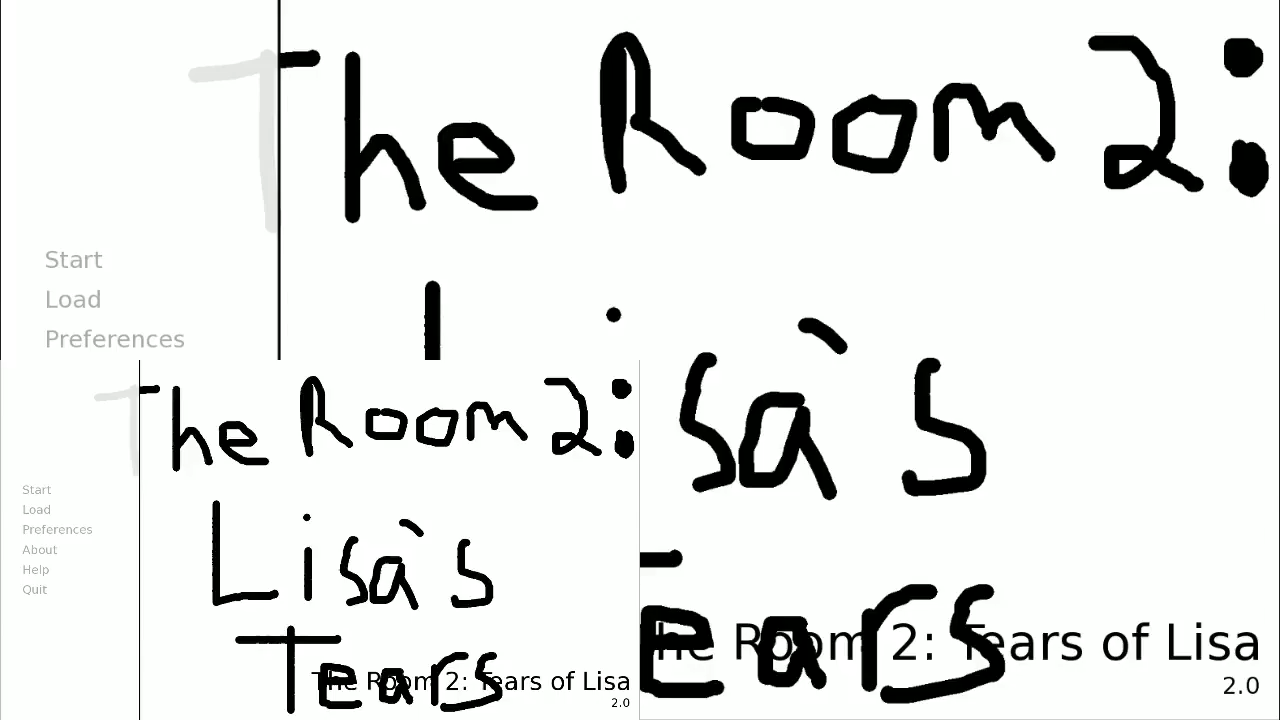 The Room 2:
Start
Load
Preferences
Lisa's
Tears
The Room 2: Tears of Lisa
2.0
The Room 2:
Start
Load
Preferences
About
Help
Quit
Lisa's
Tears
The Room 2: Tears of Lisa
2.0